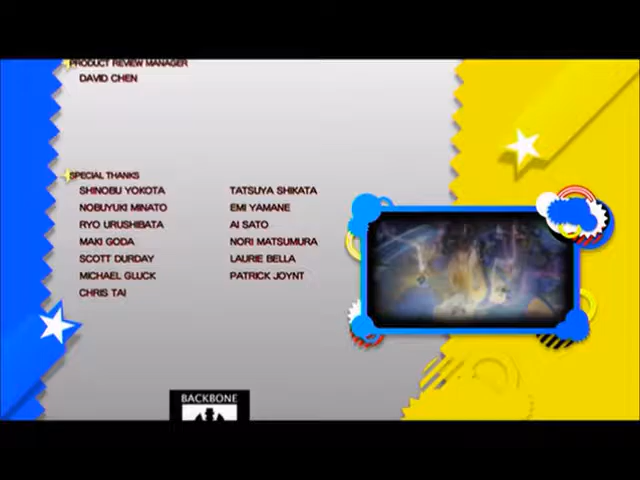 PRODUCT REVIEW MANAGER
DAVID CHEN
SPECIAL THANKS
SHINOBU YOKOTA
TATSUYA SHIKATA
NOBUYUKI MINATO
EMI YAMANE
RYO URUSHIBATA
AI SATO
MAKI GODA
NORI MATSUMURA
SCOTT DURDAY
LAURIE BELLA
MICHAEL GLUCK
PATRICK JOYNT
CHRIS TAI
BACKBONE